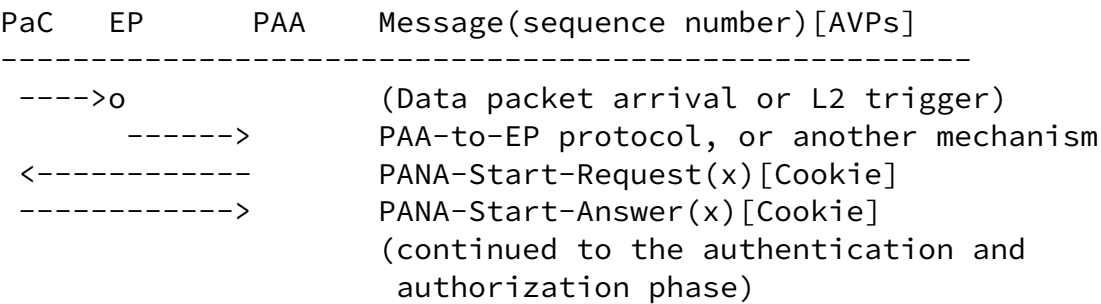 PaC    EP        PAA     Message(sequence number)[AVPs]
------------------------------------------------------
 ---->o                  (Data packet arrival or L2 trigger)
       ------>           PAA-to-EP protocol, or another mechanism
 <------------           PANA-Start-Request(x)[Cookie]
 ------------>           PANA-Start-Answer(x)[Cookie]
                         (continued to the authentication and
                          authorization phase)